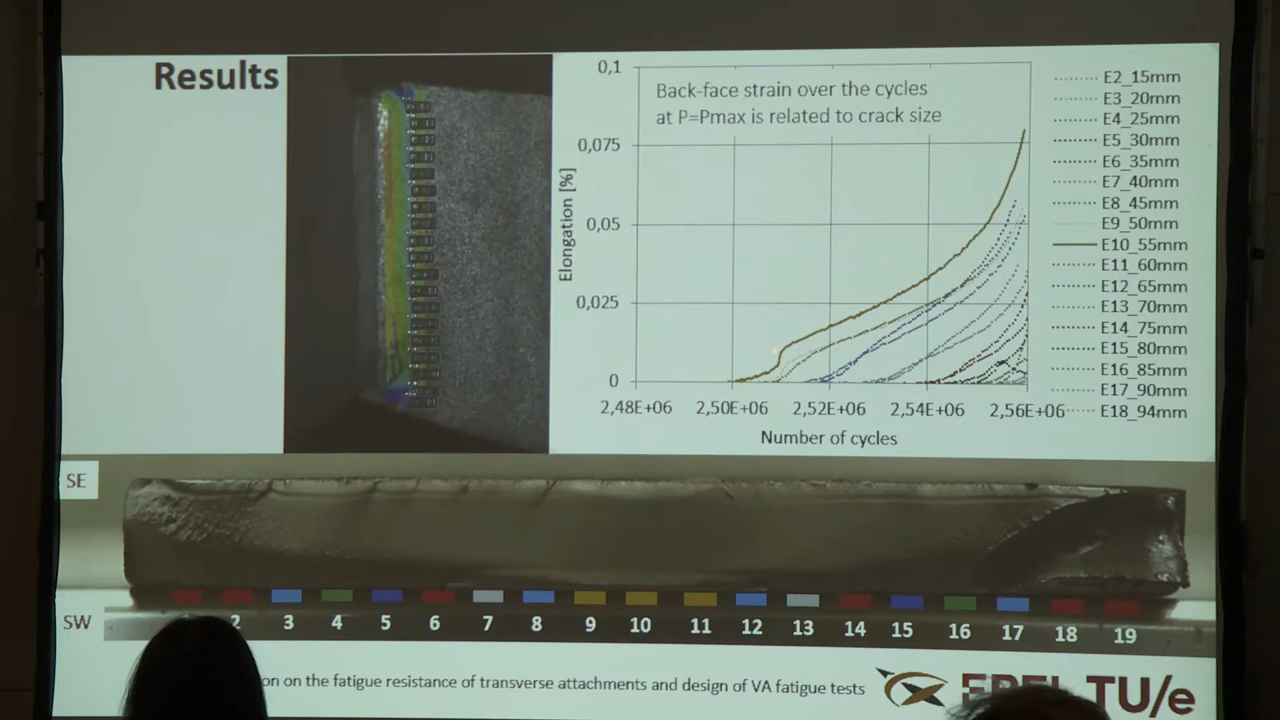 Results
0,1
0,075
0,05
0,025
0
Elongation [%]
Back-face strain over the cycles
at P=Pmax is related to crack size
2,48E+06 2,50E+06 2,52E+06 2,54E+06 2,56E+06
Number of cycles
E2_15mm
E3_20mm
E4_25mm
E5_30mm
E6_35mm
E7_40mm
E8_45mm
E9_50mm
E10_55mm
E11_60mm
E12_65mm
E13_70mm
E14_75mm
E15_80mm
E16_85mm
E17_90mm
E18_94mm
SE
SW
2 3 4 5 6 7 8 9 10 11 12 13 14 15 16 17 18 19
on the fatigue resistance of transverse attachments and design of VA fatigue tests
TU/e